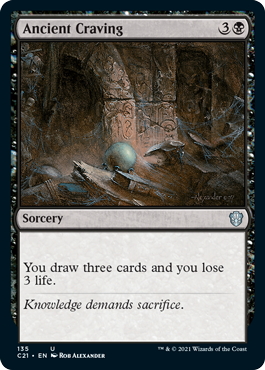 Ancient Craving 3
Sorcery
You draw three cards and you lose
3 life.
Knowledge demands sacrifice.
135 U
C21 • EN Rob Alexander
™ & © 2021 Wizards of the Coast